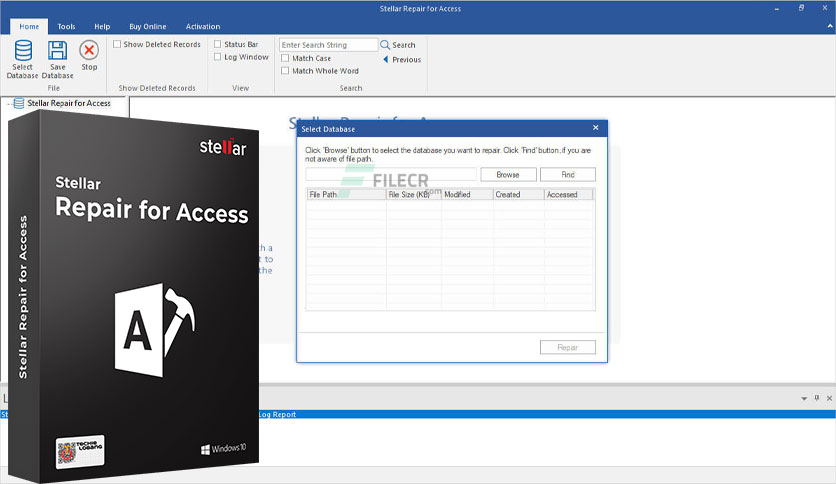 Stellar Repair for Access
Home Tools Help Buy Online Activation
Select Database
Save Database
Stop
File
Show Deleted Records
Show Deleted Records
Status Bar
Log Window
View
Enter Search String
Search
Match Case
Previous
Match Whole Word
Search
Stellar Repair for Access
stellar
Stellar
Repair for Access
Stellar Repair for Access
A
TECHIE
LOBANG
Windows 10
Select Database
Click 'Browse' button to select the database you want to repair. Click 'Find' button, if you are
not aware of file path.
Browse Find
FILECR
.com
File Path File Size (KB) Modified Created Accessed
Repair
Log Report